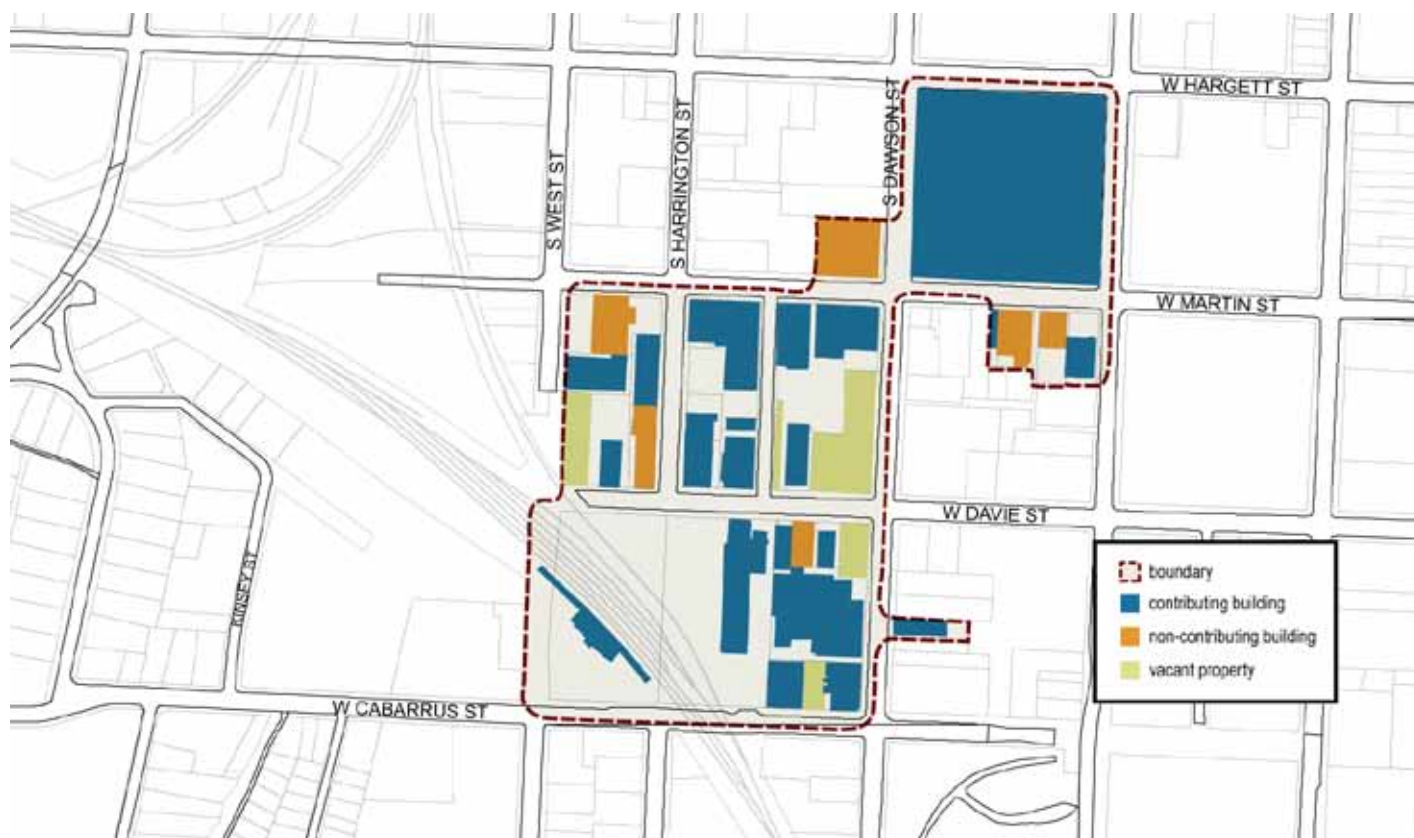 W HARGETT ST
S DAWSON ST
S HARRINGTON ST
S WEST ST
W MARTIN ST
W DAVIE ST
KINSEY ST
W CABARRUS ST
boundary
contributing building
non-contributing building
vacant property